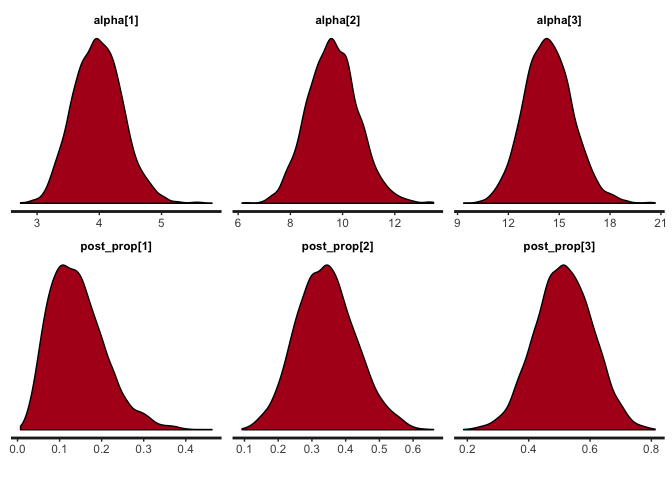 alpha[1] alpha[2] alpha[3]
3 4 5 6 8 10 12 9 12 15 18 21
post_prop[1] post_prop[2] post_prop[3]
0.0 0.1 0.2 0.3 0.4 0.1 0.2 0.3 0.4 0.5 0.6 0.2 0.4 0.6 0.8